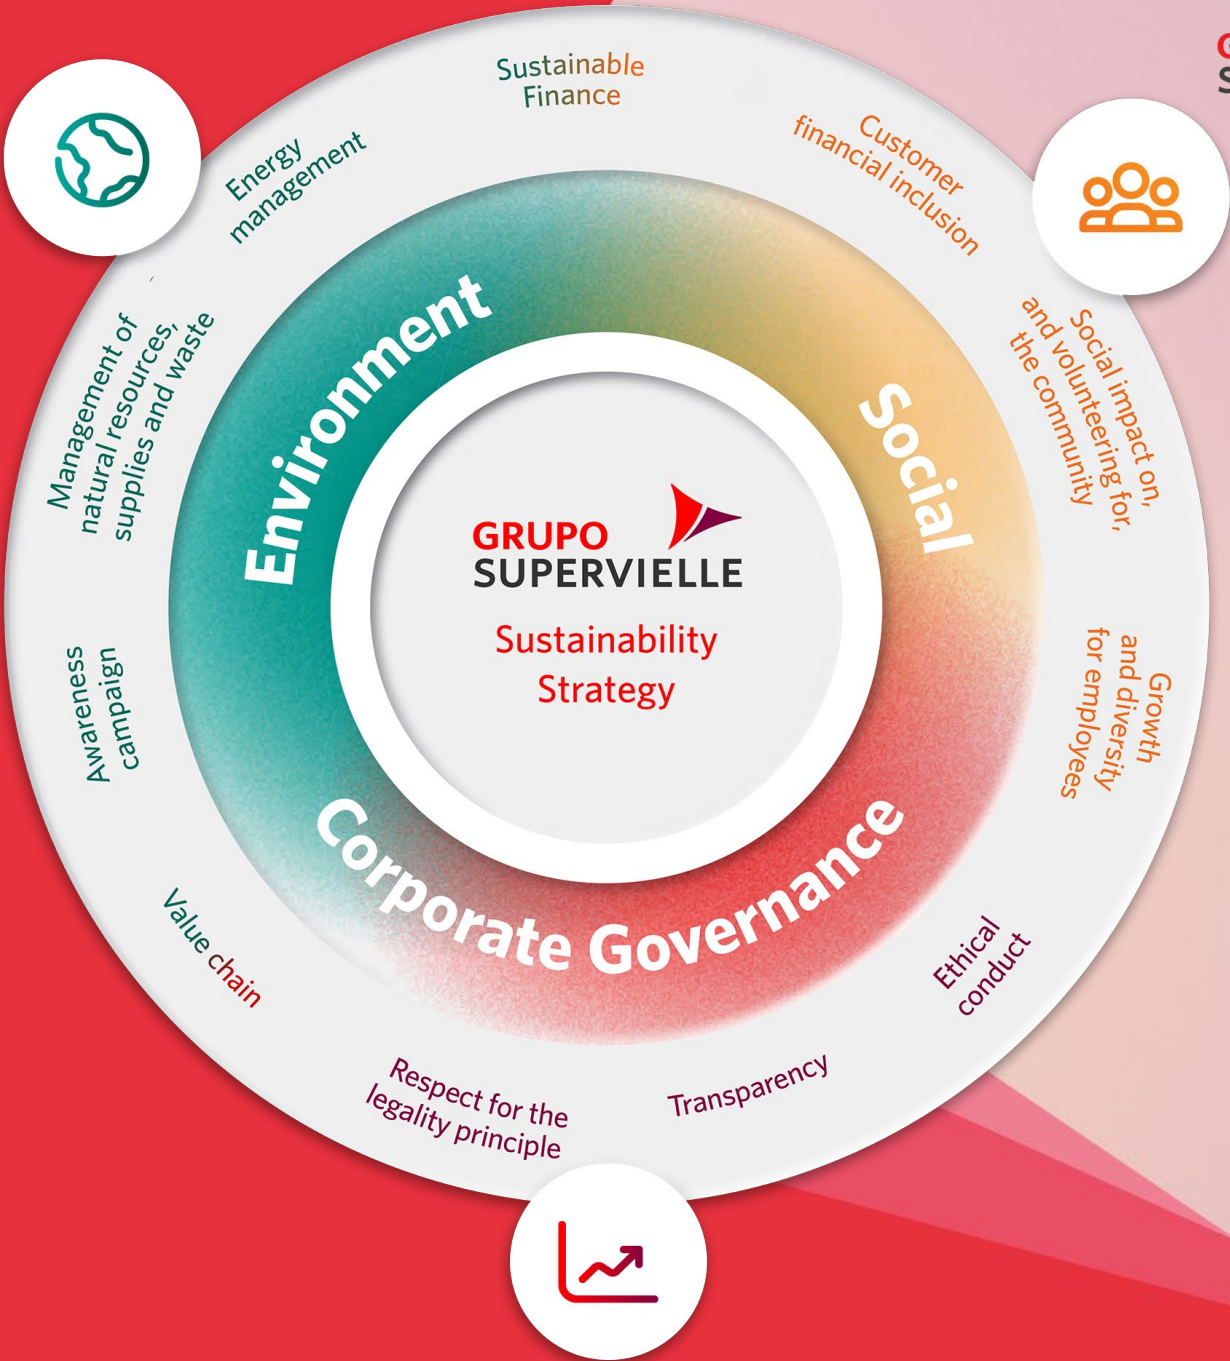 Sustainable
Finance
Customer
financial inclusion
Social impact on,
and volunteering for,
the community
Growth
and diversity
for employees
Ethical
conduct
Transparency
Respect for the
legality principle
Value chain
Awareness
campaign
Management of
natural resources,
supplies and waste
Energy
management
Environment
Social
Corporate Governance
GRUPO
SUPERVIELLE
Sustainability
Strategy